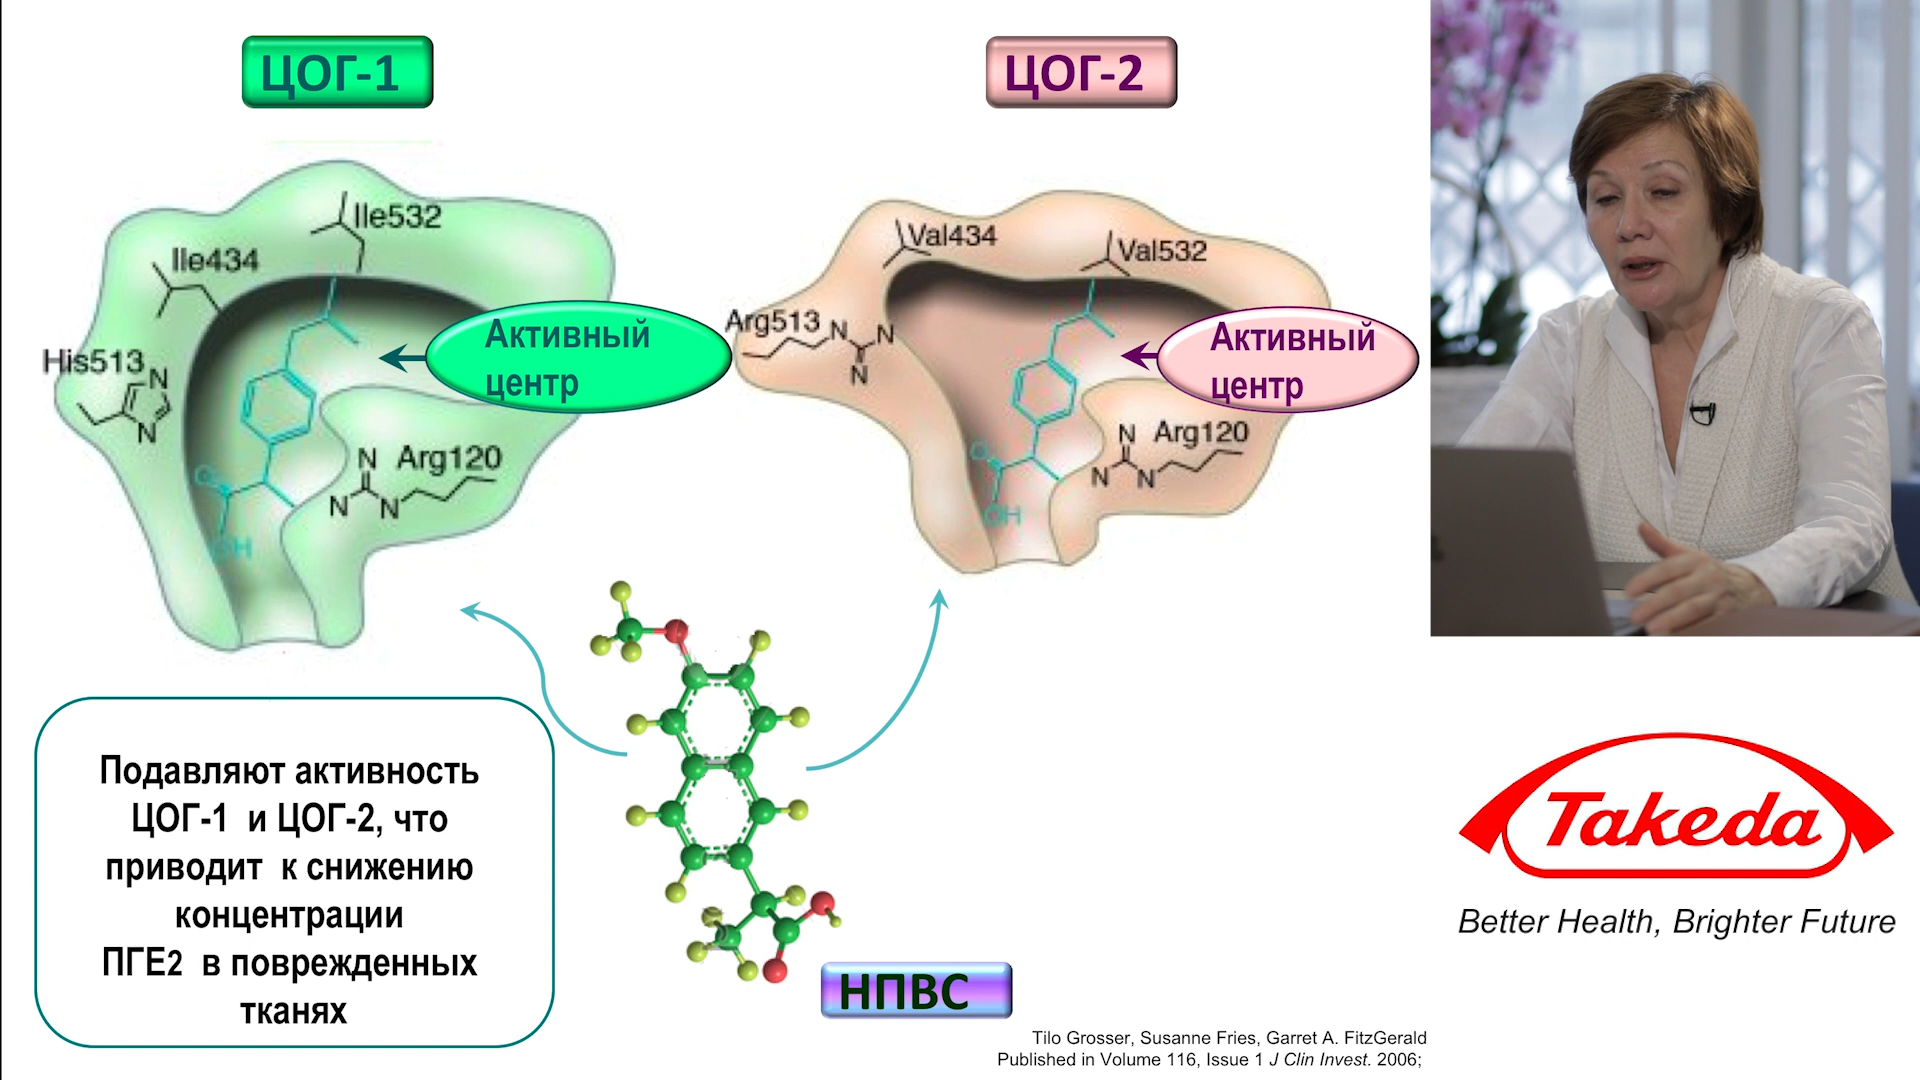 ЦОГ-1
ЦОГ-2
Ile532
Ile434
His513
N
N
Arg120
N
N
N
Активный
центр
Val434
Val532
Arg513
N
N
N
Arg120
N
N
N
O
OH
O
OH
Активный
центр
Подавляют активность
ЦОГ-1 и ЦОГ-2, что
приводит к снижению
концентрации
ПГЕ2 в поврежденных
тканях
НПВС
Tilo Grosser, Susanne Fries, Garret A. FitzGerald
Published in Volume 116, Issue 1 J Clin Invest. 2006;
Takeda
Better Health, Brighter Future